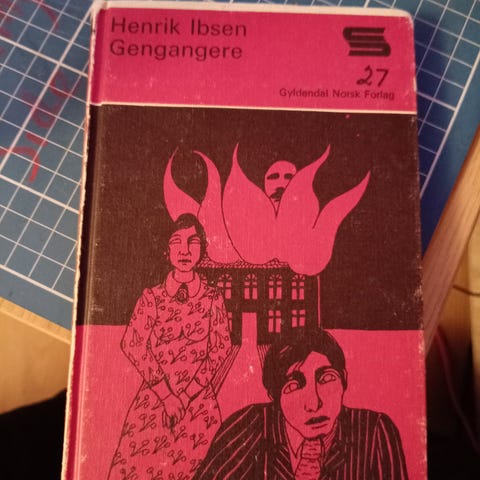 Henrik Ibsen
Gengangere
27
Gyldendal Norsk Forlag